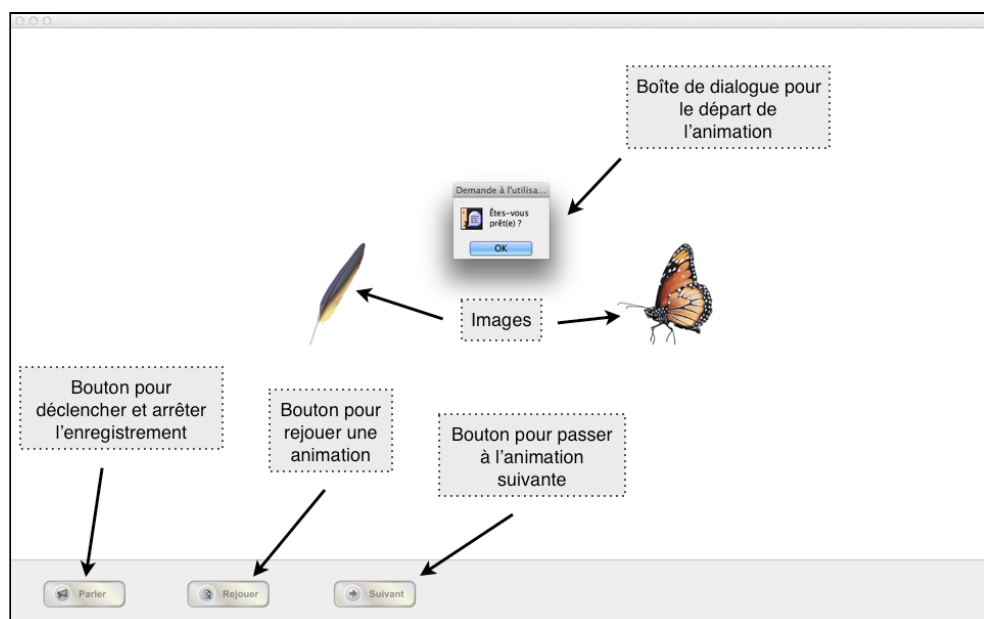 Boîte de dialogue pour
le départ de
l'animation
Demande à l'utilisa...
Êtes-vous
prêt(e) ?
OK
Images
Bouton pour
déclencher et arrêter
l'enregistrement
Bouton pour
rejouer une
animation
Bouton pour passer
à l'animation
suivante
Parler
Rejouer
Suivant